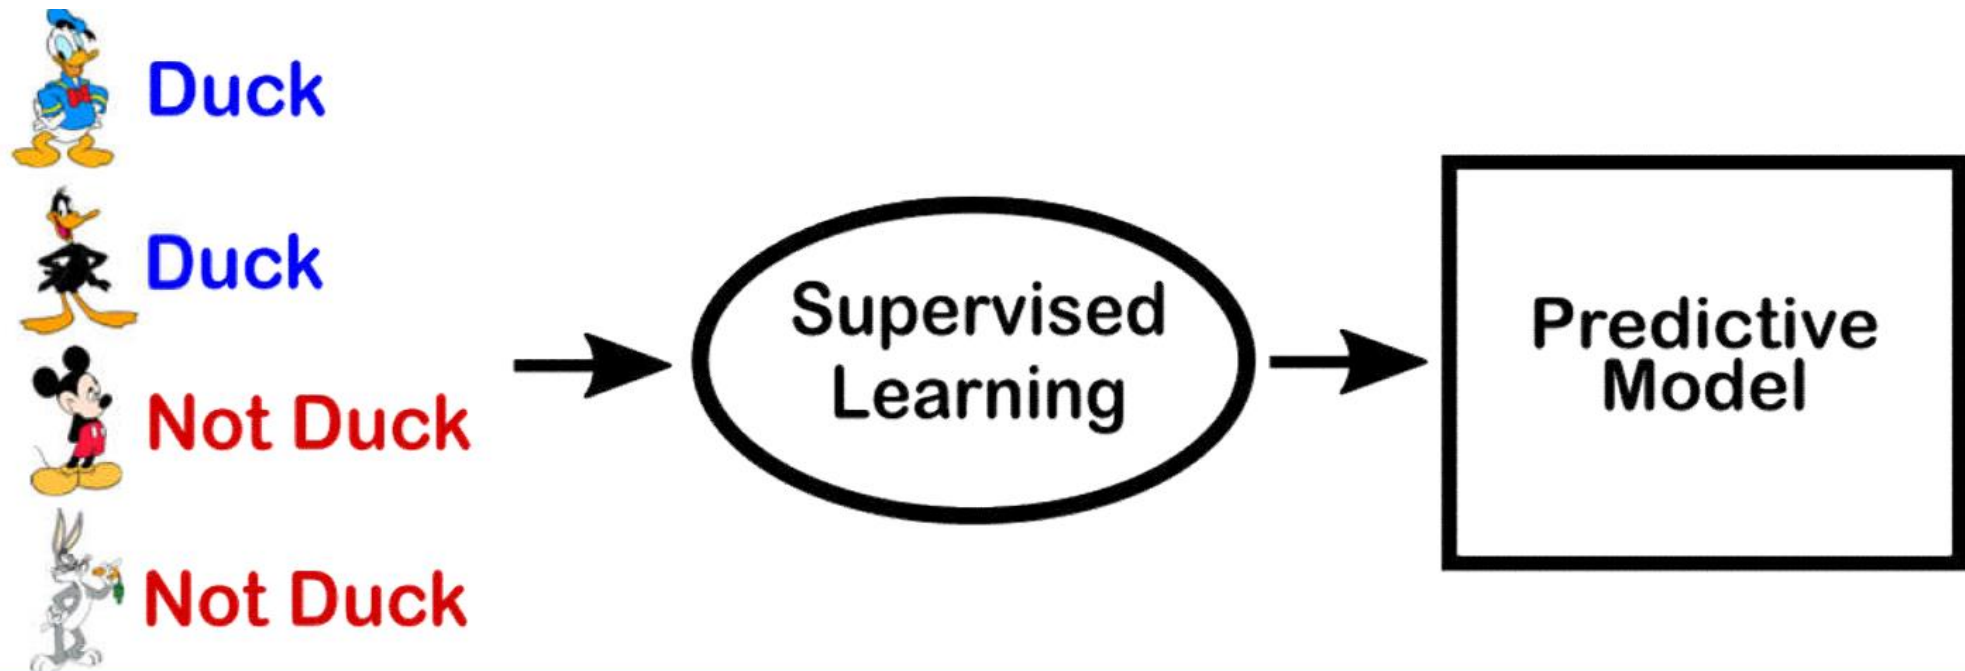 Duck
Duck
Not Duck
Not Duck
Supervised
Learning
Predictive
Model